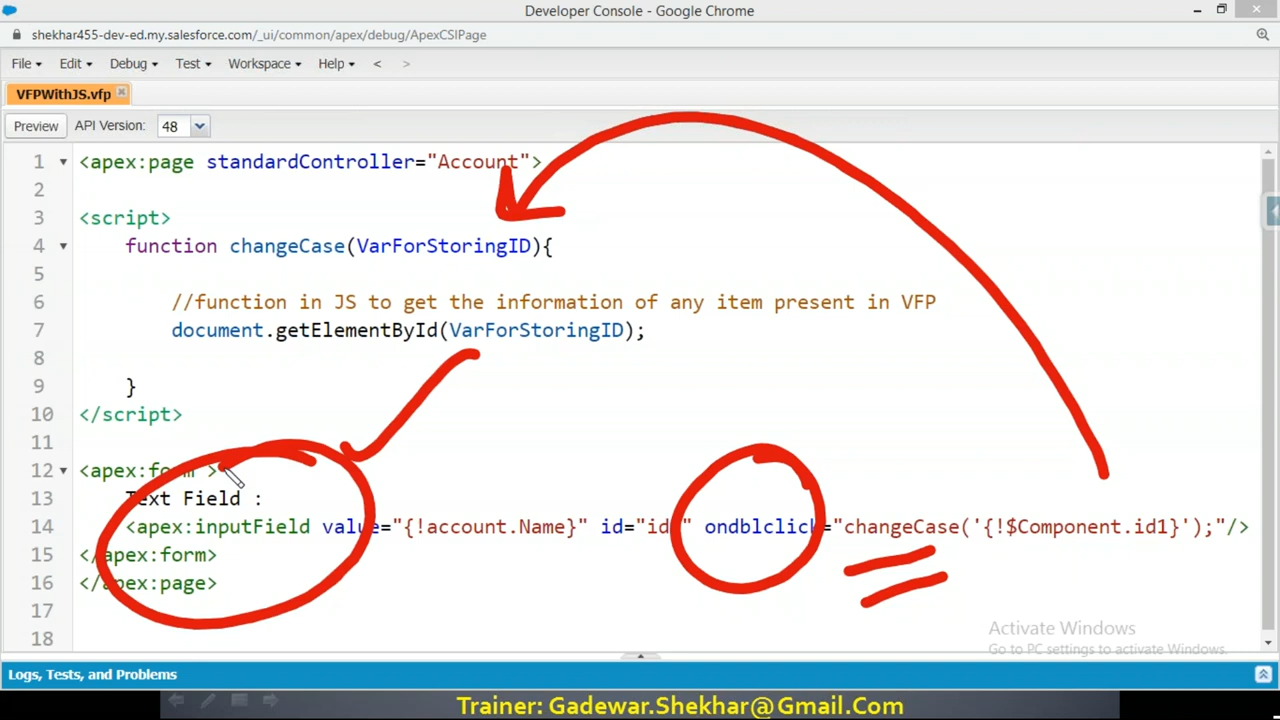 Developer Console - Google Chrome
shekhar455-dev-ed.my.salesforce.com/_ui/common/apex/debug/ApexCSIPage
File Edit Debug Test Workspace Help < >
VFPWithJS.vfp
Preview API Version: 48
1 <apex:page standardController="Account">
2
3 <script>
4 function changeCase(VarForStoringID){
5
6 //function in JS to get the information of any item present in VFP
7 document.getElementById(VarForStoringID);
8
9 }
10 </script>
11
12 <apex:form >
13 Text Field :
14 <apex:inputField value="{!account.Name}" id="id1" ondblclick="changeCase('{!$Component.id1}');"/>
15 </apex:form>
16 </apex:page>
17
18
Activate Windows
Go to PC settings to activate Windows.
Logs, Tests, and Problems
Trainer: Gadewar.Shekhar@Gmail.Com